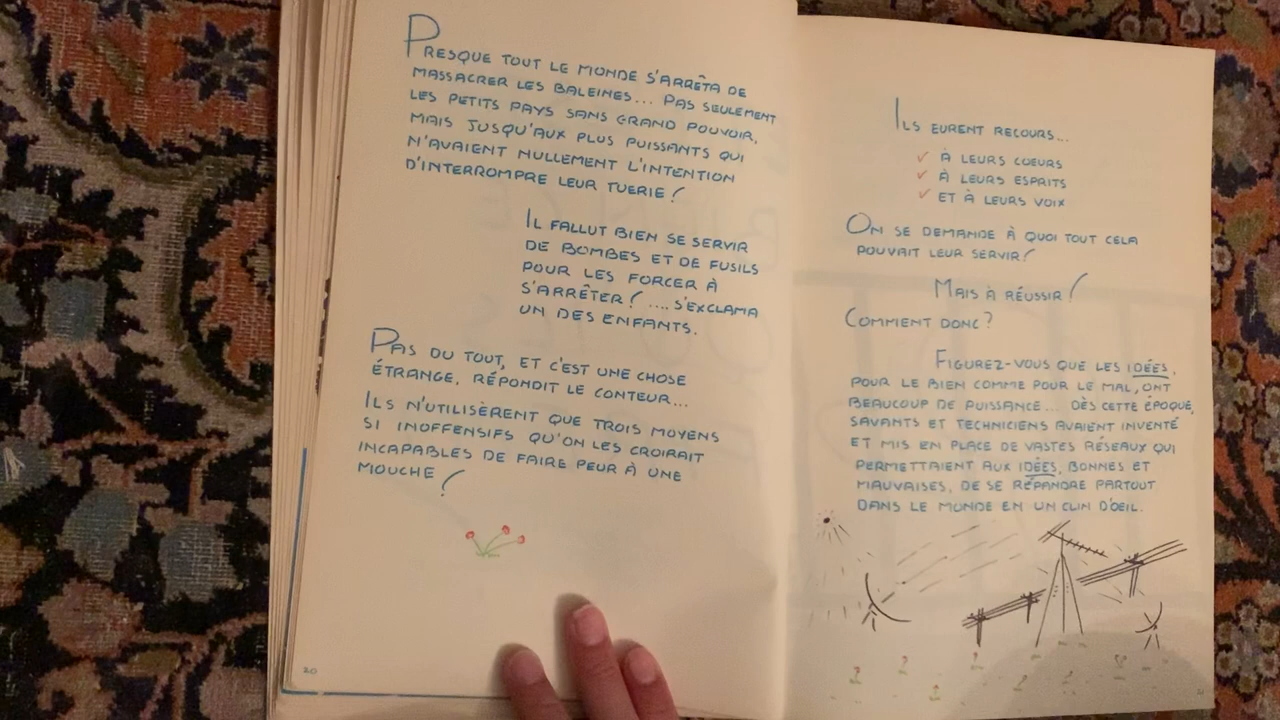 PRESQUE TOUT LE MONDE S'ARRÊTA DE
MASSACRER LES BALEINES... PAS SEULEMENT
LES PETITS PAYS SANS GRAND POUVOIR,
MAIS JUSQU'AUX PLUS PUISSANTS QUI
N'AVAIENT NULLEMENT L'INTENTION
D'INTERROMPRE LEUR TUERIE !
IL FALLUT BIEN SE SERVIR
DE BOMBES ET DE FUSILS
POUR LES FORCER À
S'ARRÊTER ! .... S'EXCLAMA
UN DES ENFANTS.
PAS DU TOUT, ET C'EST UNE CHOSE
ÉTRANGE, RÉPONDIT LE CONTEUR...
ILS N'UTILISÈRENT QUE TROIS MOYENS
SI INOFFENSIFS QU'ON LES CROIRAIT
INCAPABLES DE FAIRE PEUR À UNE
MOUCHE !
20
ILS EURENT RECOURS...
✓ À LEURS COEURS
✓ À LEURS ESPRITS
✓ ET À LEURS VOIX
ON SE DEMANDE À QUOI TOUT CELA
POUVAIT LEUR SERVIR !
MAIS À RÉUSSIR !
COMMENT DONC ?
FIGUREZ-VOUS QUE LES IDÉES,
POUR LE BIEN COMME POUR LE MAL, ONT
BEAUCOUP DE PUISSANCE... DÈS CETTE ÉPOQUE,
SAVANTS ET TECHNICIENS AVAIENT INVENTÉ
ET MIS EN PLACE DE VASTES RÉSEAUX QUI
PERMETTAIENT AUX IDÉES, BONNES ET
MAUVAISES, DE SE RÉPANDRE PARTOUT
DANS LE MONDE EN UN CLIN D'OEIL.